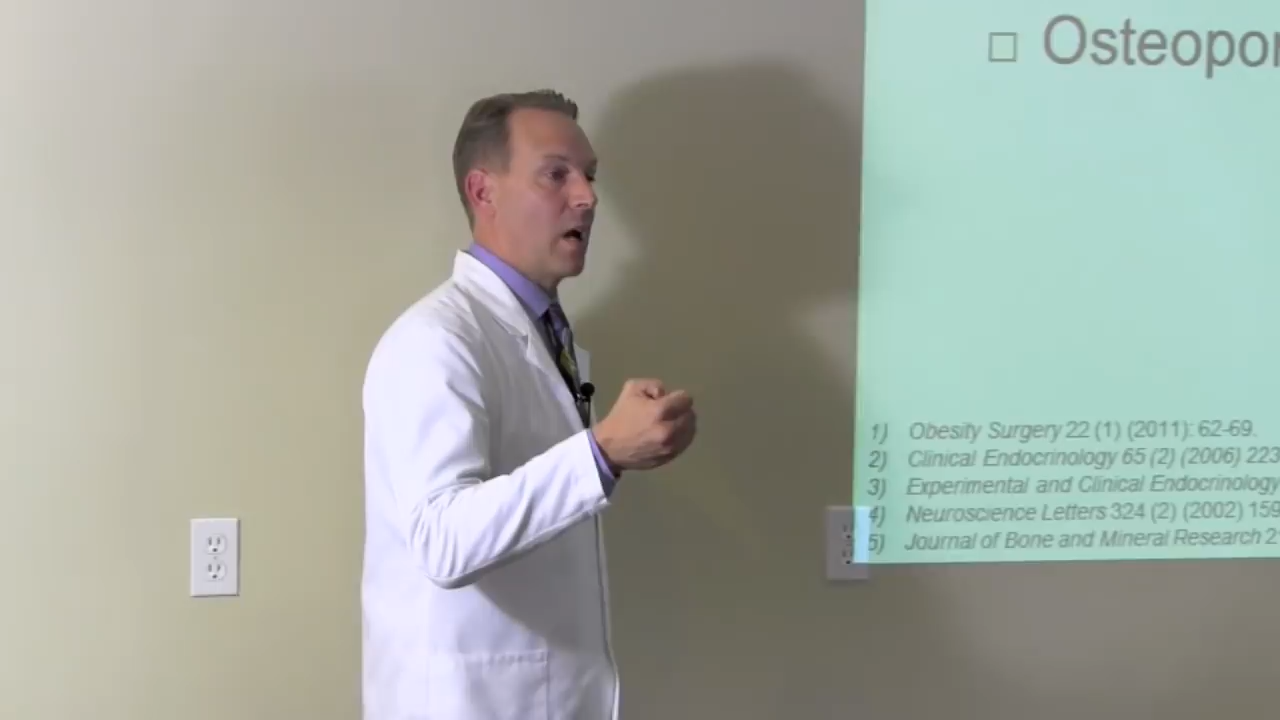 □ Osteopor
1) Obesity Surgery 22 (1) (2011): 62-69.
2) Clinical Endocrinology 65 (2) (2006) 223
3) Experimental and Clinical Endocrinology
4) Neuroscience Letters 324 (2) (2002) 159
5) Journal of Bone and Mineral Research 2